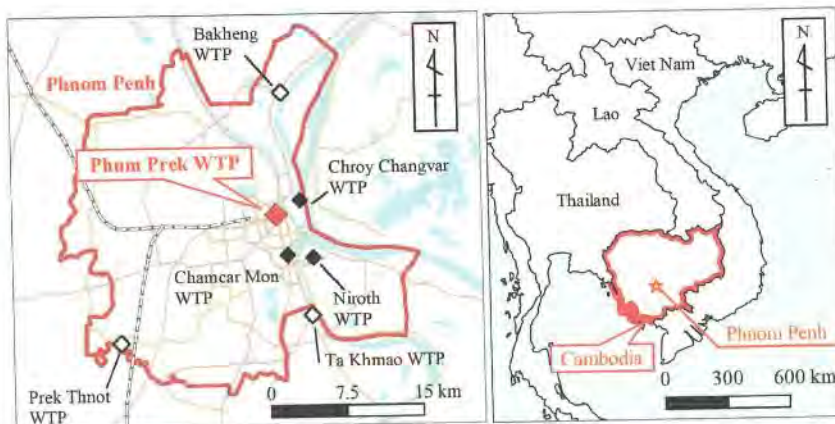 Bakheng
WTP
N
Phnom Penh
Phum Prek WTP
Chroy Changvar
WTP
Chamcar Mon
WTP
Niroth
WTP
Ta Khmao WTP
Prek Thnot
WTP
0 7.5 15 km
N
Viet Nam
Lao
Thailand
Phnom Penh
Cambodia
0 300 600 km